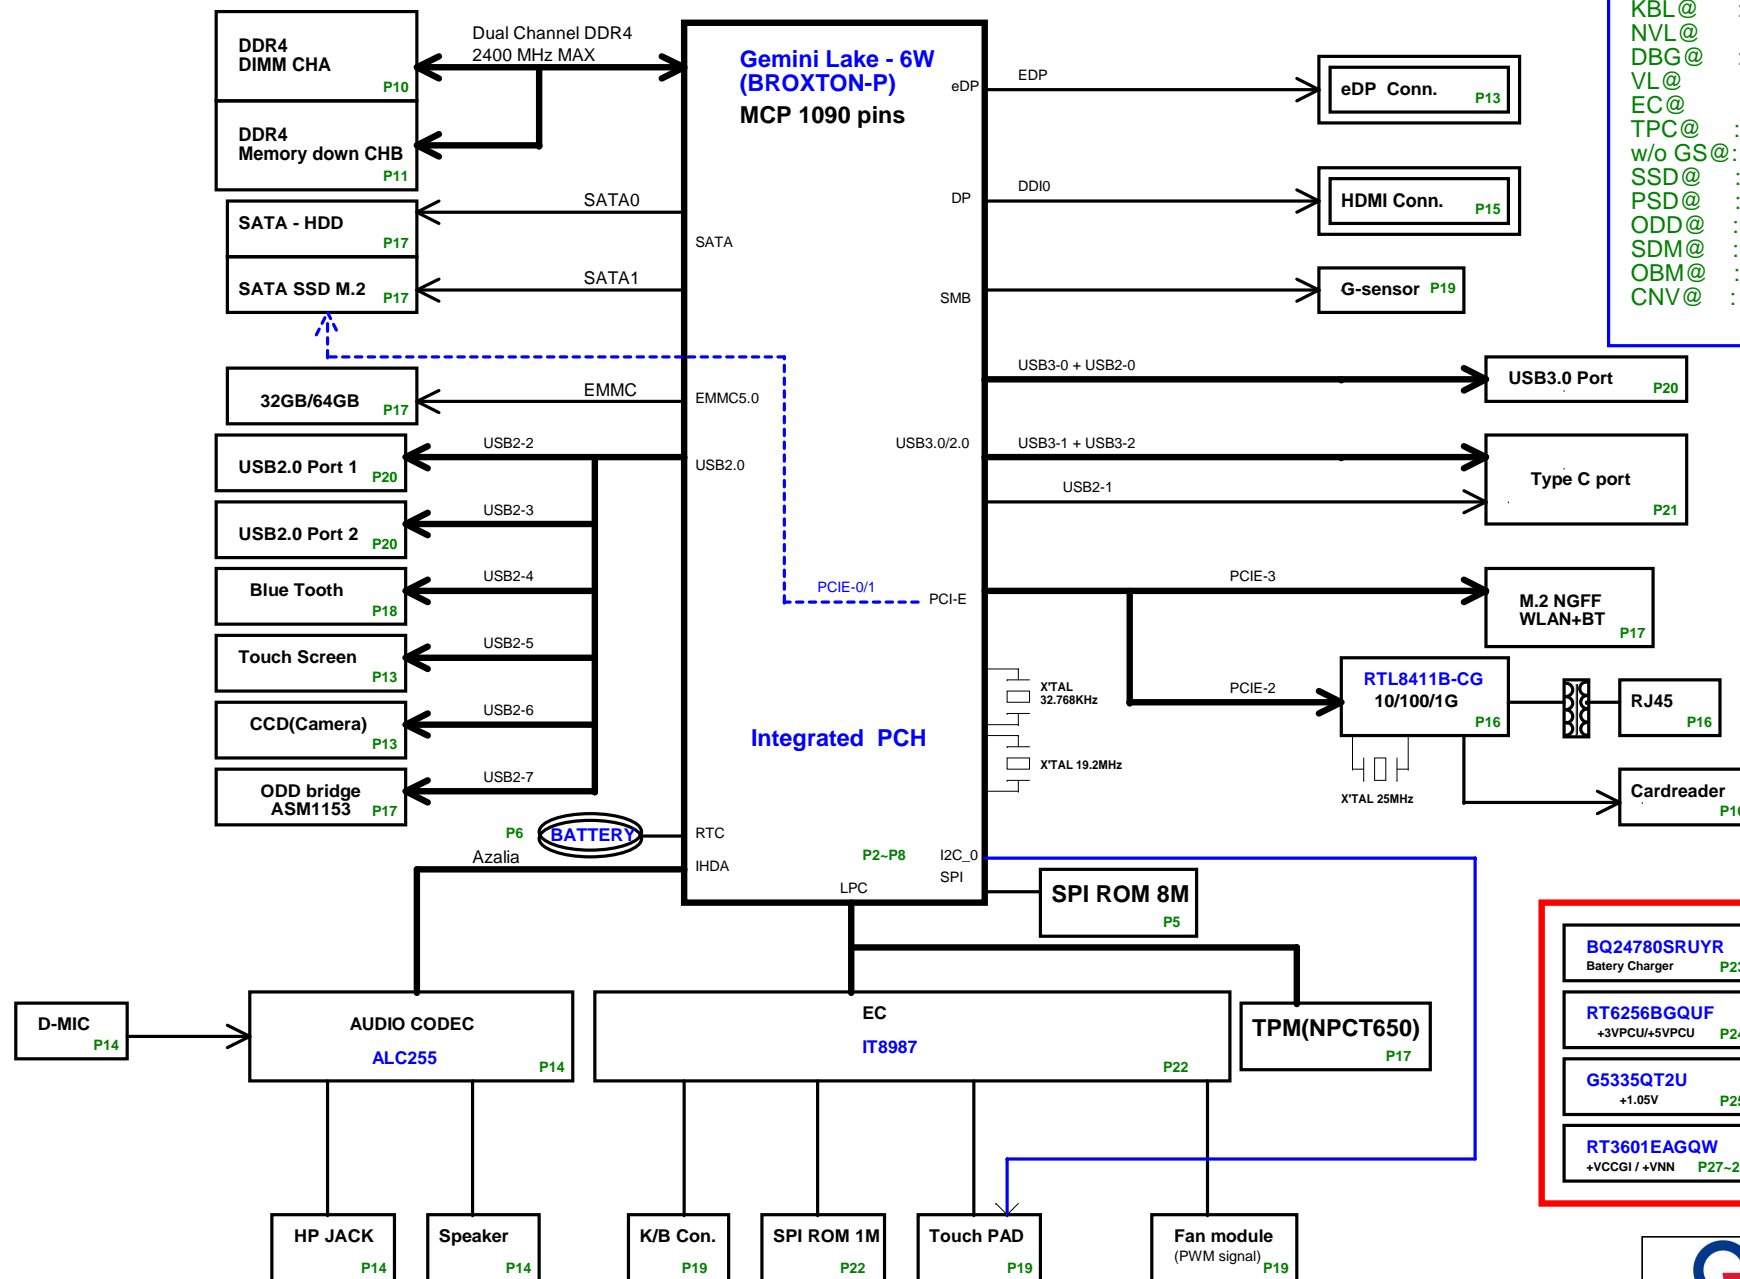 DDR4
DIMM CHA
P10
DDR4
Memory down CHB
P11
Dual Channel DDR4
2400 MHz MAX
SATA - HDD
P17
SATA0
SATA SSD M.2
P17
SATA1
32GB/64GB
P17
EMMC
USB2.0 Port 1
P20
USB2-2
USB2.0 Port 2
P20
USB2-3
Blue Tooth
P18
USB2-4
Touch Screen
P13
USB2-5
CCD(Camera)
P13
USB2-6
ODD bridge
ASM1153
P17
USB2-7
P6
BATTERY
Azalia
Gemini Lake - 6W
(BROXTON-P)
MCP 1090 pins
eDP
DP
SATA
SMB
EMMC5.0
USB3.0/2.0
USB2.0
PCIE-0/1
PCI-E
Integrated PCH
RTC
IHDA
P2~P8
I2C_0
SPI
LPC
EDP
eDP Conn.
P13
DDI0
HDMI Conn.
P15
G-sensor
P19
USB3-0 + USB2-0
USB3.0 Port
P20
USB3-1 + USB3-2
USB2-1
Type C port
P21
PCIE-3
M.2 NGFF
WLAN+BT
P17
PCIE-2
RTL8411B-CG
10/100/1G
P16
RJ45
P16
X'TAL
32.768KHz
X'TAL 19.2MHz
X'TAL 25MHz
Cardreader
P16
SPI ROM 8M
P5
D-MIC
P14
AUDIO CODEC
ALC255
P14
EC
IT8987
P22
TPM(NPCT650)
P17
HP JACK
P14
Speaker
P14
K/B Con.
P19
SPI ROM 1M
P22
Touch PAD
P19
Fan module
(PWM signal)
P19
KBL@ :
NVL@
DBG@ :
VL@
EC@
TPC@ :
w/o GS@:
SSD@ :
PSD@ :
ODD@ :
SDM@ :
OBM@ :
CNV@ :
BQ24780SRUYR
Batery Charger
P23
RT6256BGQUF
+3VPCU/+5VPCU
P24
G5335QT2U
+1.05V
P25
RT3601EAGQW
+VCCGI / +VNN
P27~2